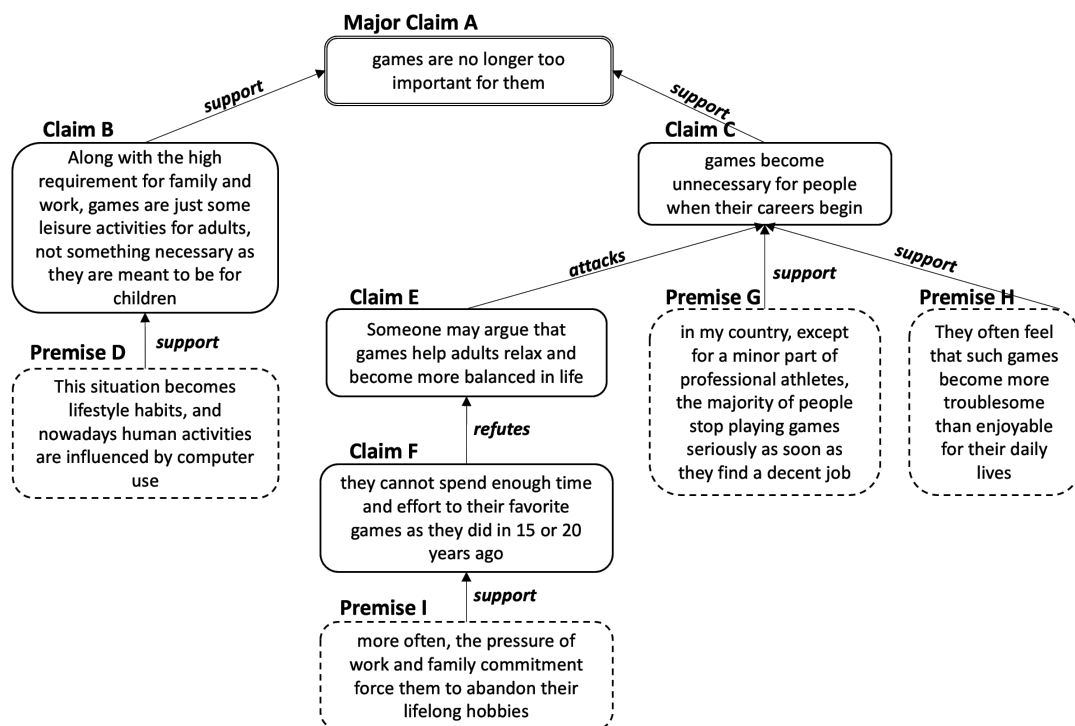 Major Claim A
games are no longer too
important for them
support
support
Claim B
Along with the high
requirement for family and
work, games are just some
leisure activities for adults,
not something necessary as
they are meant to be for
children
Claim C
games become
unnecessary for people
when their careers begin
attacks
support
support
Premise D
support
This situation becomes
lifestyle habits, and
nowadays human activities
are influenced by computer
use
Claim E
Someone may argue that
games help adults relax and
become more balanced in life
Premise G
in my country, except
for a minor part of
professional athletes,
the majority of people
stop playing games
seriously as soon as
they find a decent job
Premise H
They often feel
that such games
become more
troublesome
than enjoyable
for their daily
lives
refutes
Claim F
they cannot spend enough time
and effort to their favorite
games as they did in 15 or 20
years ago
support
Premise I
more often, the pressure of
work and family commitment
force them to abandon their
lifelong hobbies